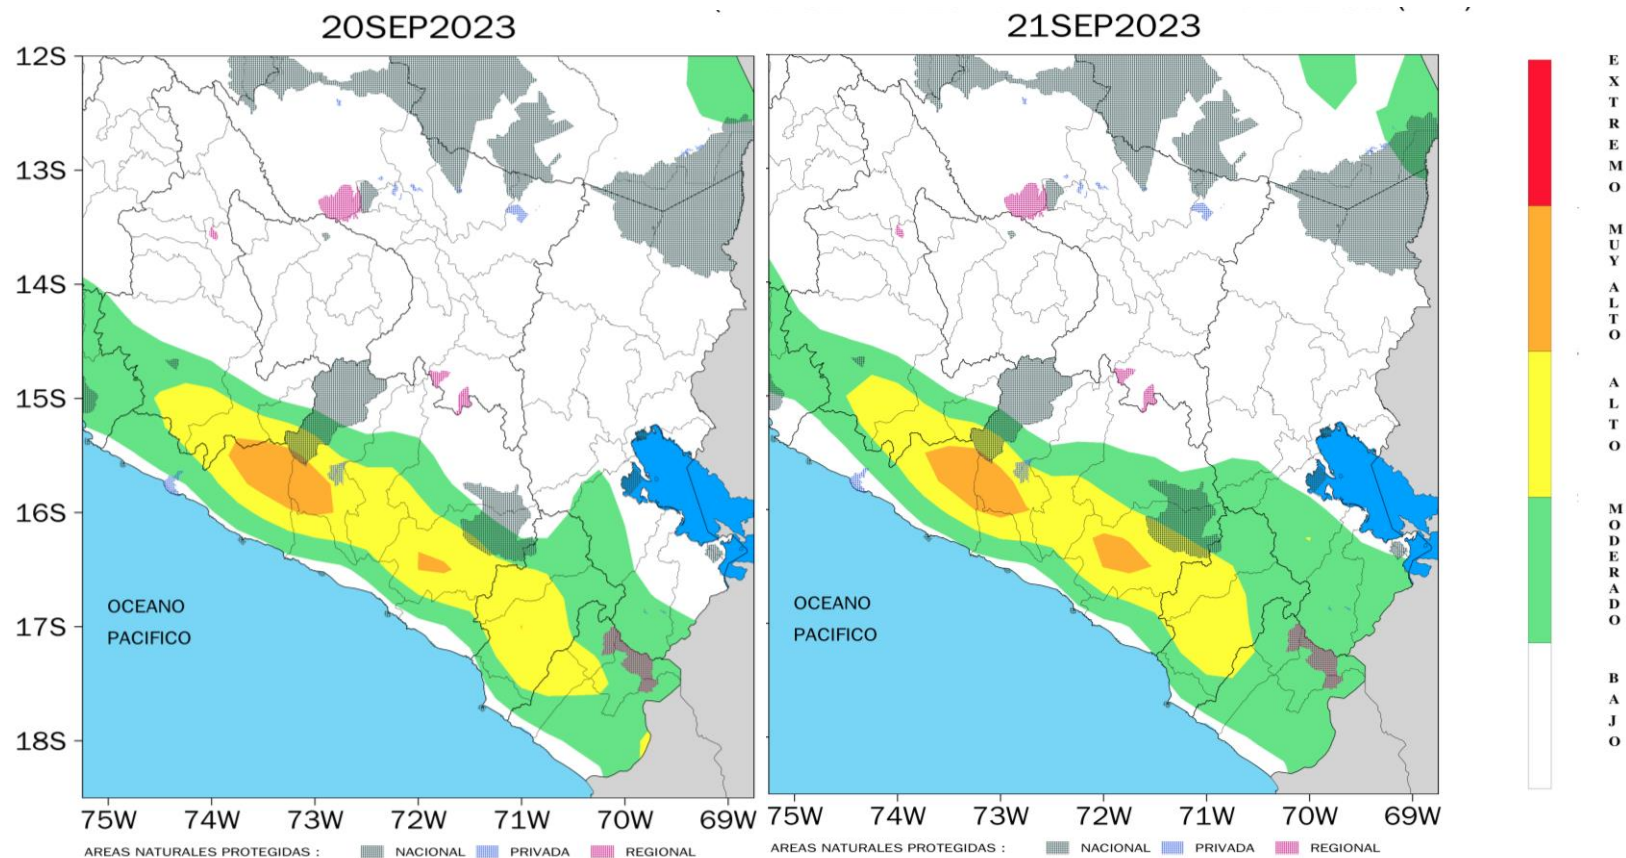 20SEP2023
21SEP2023
12S
13S
14S
15S
16S
17S
18S
OCEANO
PACIFICO
75W 74W 73W 72W 71W 70W 69W
AREAS NATURALES PROTEGIDAS : NACIONAL PRIVADA REGIONAL
OCEANO
PACIFICO
75W 74W 73W 72W 71W 70W 69W
AREAS NATURALES PROTEGIDAS : NACIONAL PRIVADA REGIONAL
EXTREMO
MUY ALTO
ALTO
MODERADO
BAJO